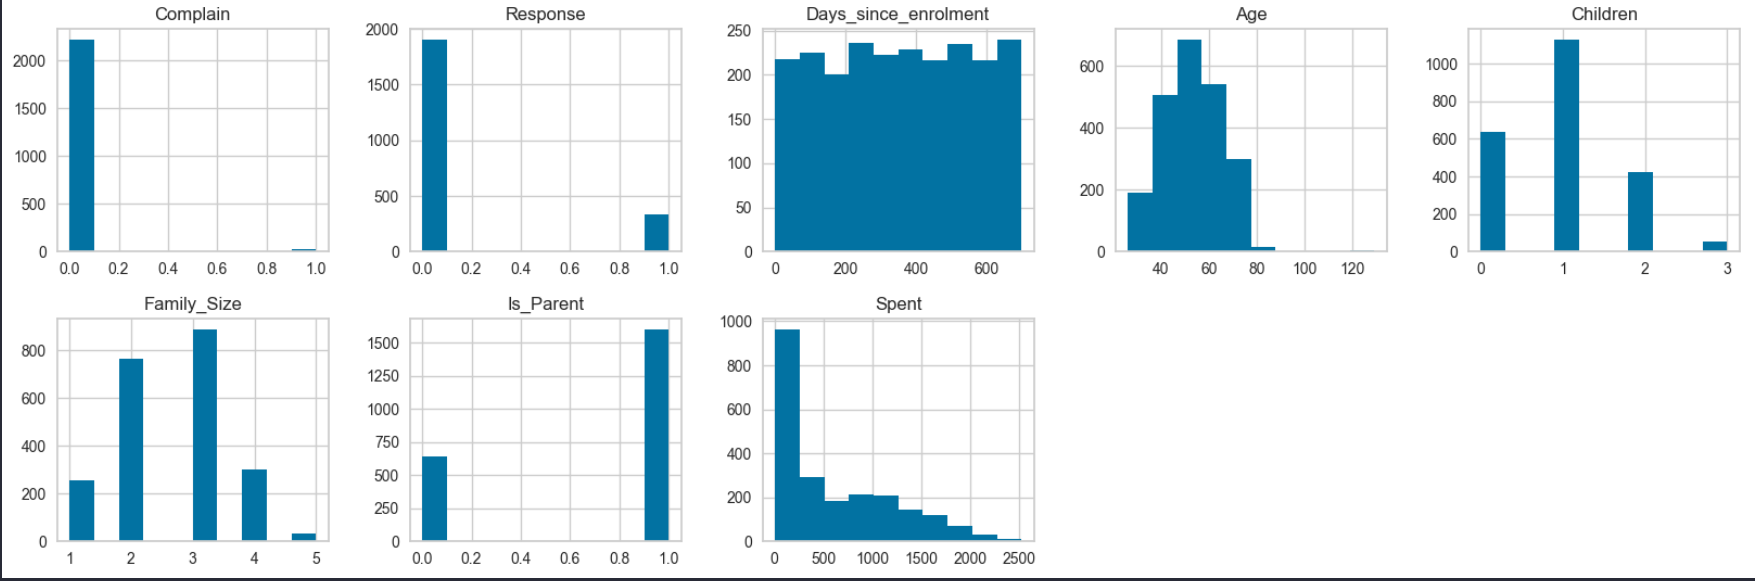 Complain
2000
1500
1000
500
0
0.0 0.2 0.4 0.6 0.8 1.0
Response
2000
1500
1000
500
0
0.0 0.2 0.4 0.6 0.8 1.0
Days_since_enrolment
250
200
150
100
50
0
0 200 400 600
Age
600
400
200
0
40 60 80 100 120
Children
1000
800
600
400
200
0
0 1 2 3
Family_Size
800
600
400
200
0
1 2 3 4 5
Is_Parent
1500
1250
1000
750
500
250
0
0.0 0.2 0.4 0.6 0.8 1.0
Spent
1000
800
600
400
200
0
0 500 1000 1500 2000 2500